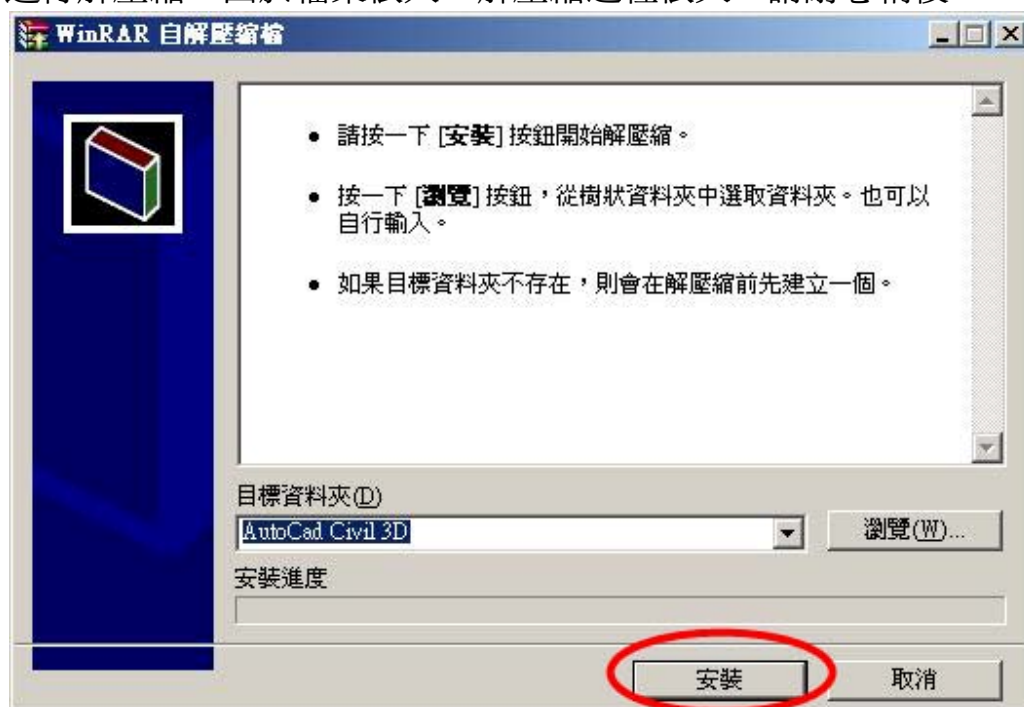 WinRAR 自解壓縮檔
• 請按一下 [安裝] 按鈕開始解壓縮。
• 按一下 [瀏覽] 按鈕，從樹狀資料夾中選取資料夾。也可以
自行輸入。
• 如果目標資料夾不存在，則會在解壓縮前先建立一個。
目標資料夾(D)
AutoCad Civil 3D
瀏覽(W)...
安裝進度
安裝
取消